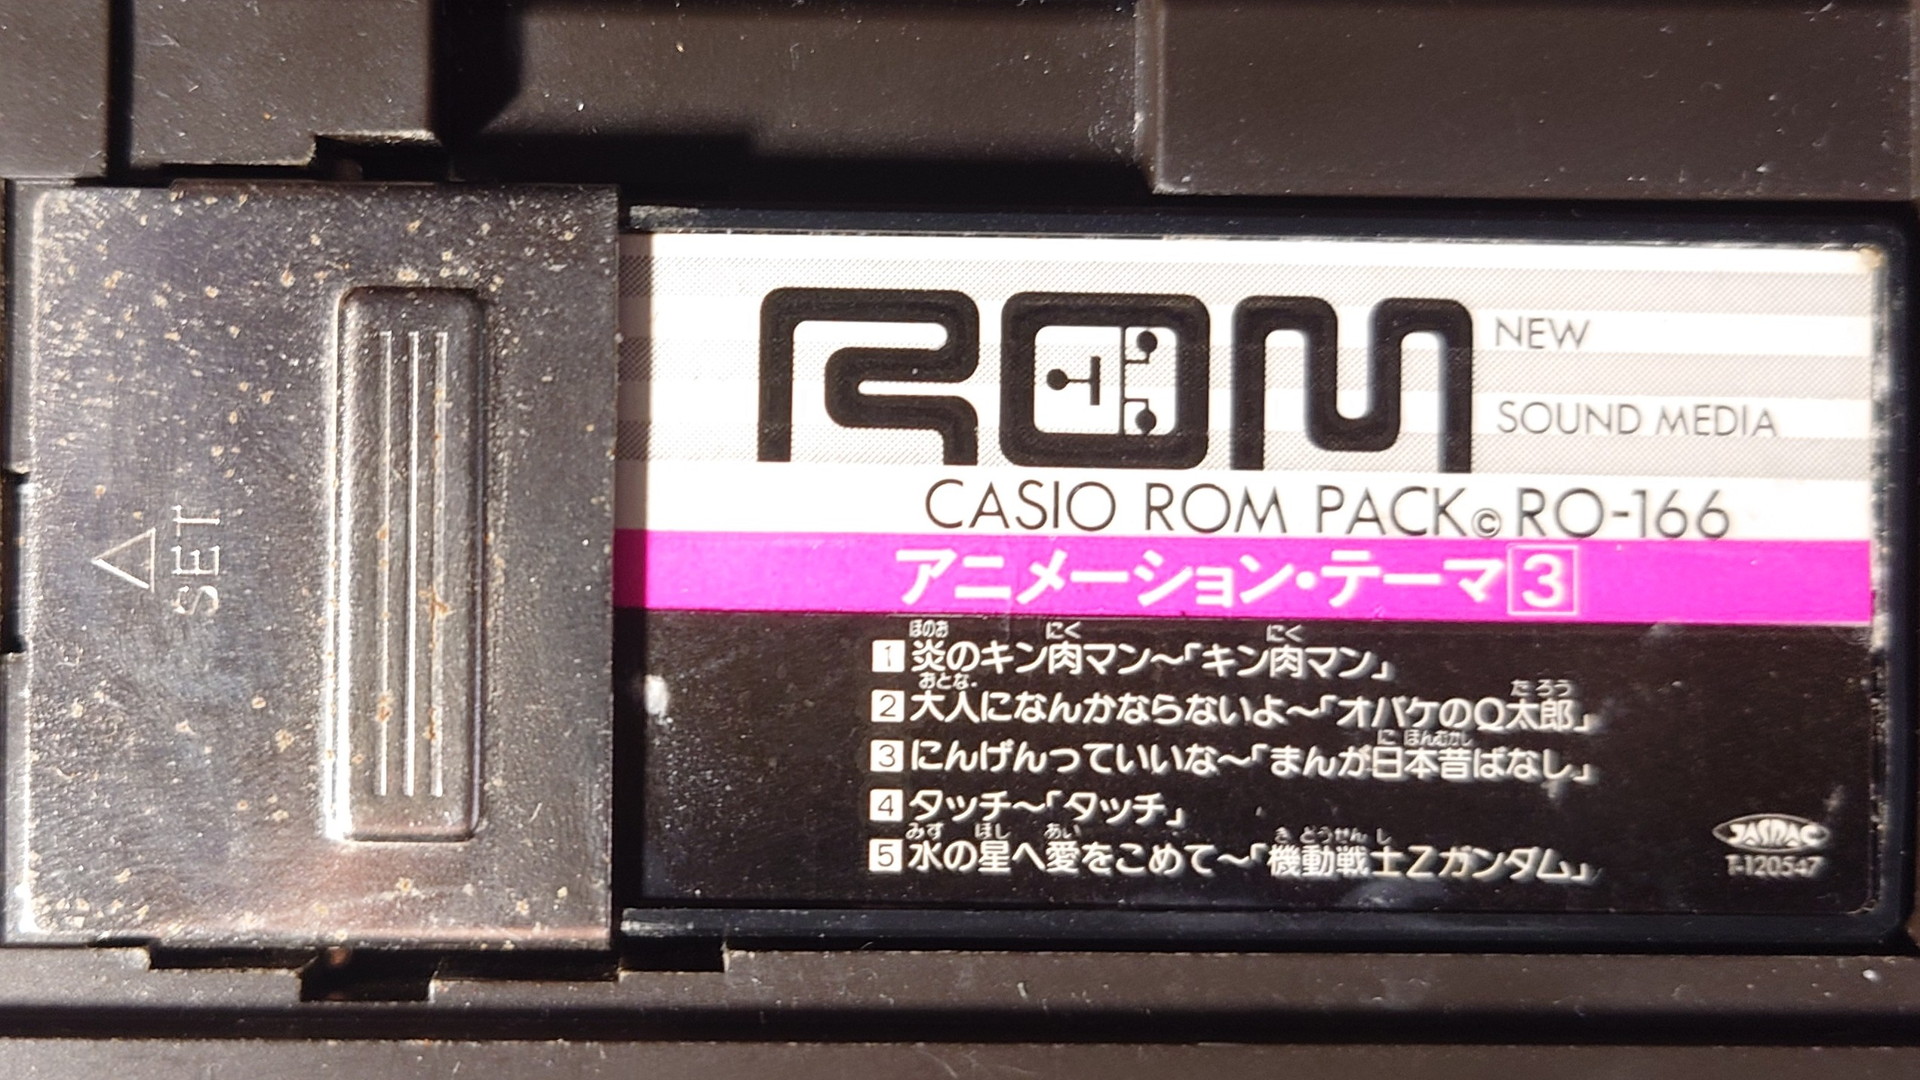 △
SET
ROM
NEW
SOUND MEDIA
CASIO ROM PACK© RO-166
アニメーション・テーマ3
ほのお にく にく
1 炎のキン肉マン〜「キン肉マン」
おとな たろう
2 大人になんかならないよ〜「オバケのQ太郎」
に ほんむかし
3 にんげんっていいな〜「まんが日本昔ばなし」
4 タッチ〜「タッチ」
みず ほし あい き どうせん し
5 水の星へ愛をこめて〜「機動戦士Zガンダム」
JASRAC
T-120547